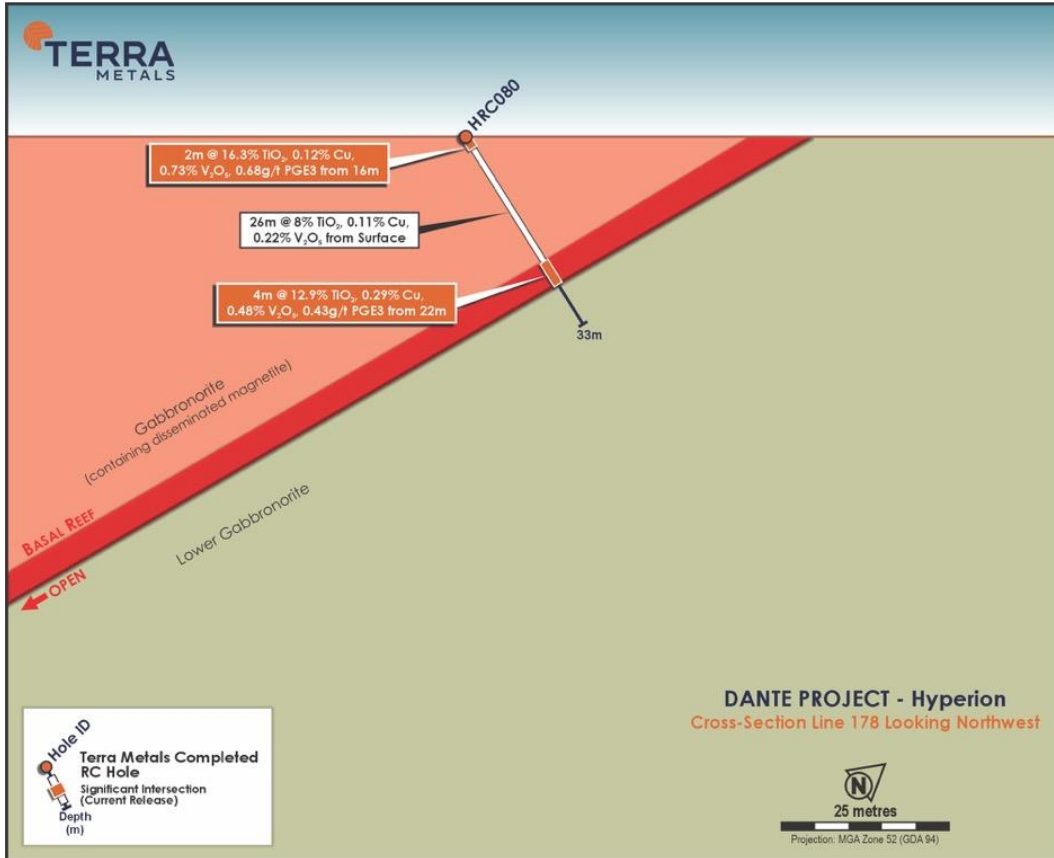 TERRA
METALS
HRC080
2m @ 16.3% TiO₂, 0.12% Cu,
0.73% V₂O₅, 0.68g/t PGE3 from 16m
26m @ 8% TiO₂, 0.11% Cu,
0.22% V₂O₅ from Surface
4m @ 12.9% TiO₂, 0.29% Cu,
0.48% V₂O₅, 0.43g/t PGE3 from 22m
33m
Gabbronorite
(containing disseminated magnetite)
Lower Gabbronorite
BASAL REEF
OPEN
DANTE PROJECT - Hyperion
Cross-Section Line 178 Looking Northwest
Hole ID
Terra Metals Completed
RC Hole
Significant Intersection
(Current Release)
Depth
(m)
N
25 metres
Projection: MGA Zone 52 (GDA 94)